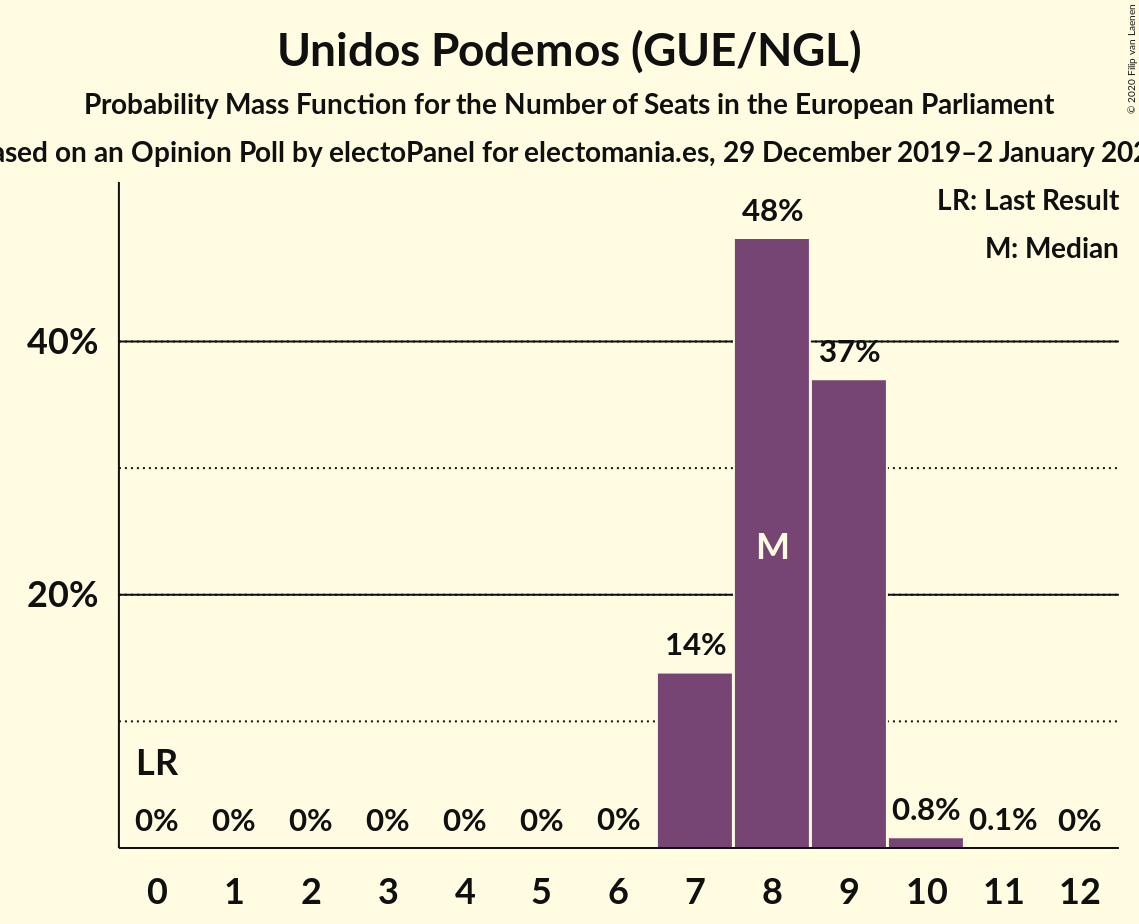 Unidos Podemos (GUE/NGL)
Probability Mass Function for the Number of Seats in the European Parliament
ased on an Opinion Poll by electoPanel for electomania.es, 29 December 2019–2 January 202
© 2020 Filip van Laenen
LR: Last Result
M: Median
48%
40%
37%
M
20%
14%
LR
0% 0% 0% 0% 0% 0% 0% 0.8% 0.1% 0%
0 1 2 3 4 5 6 7 8 9 10 11 12